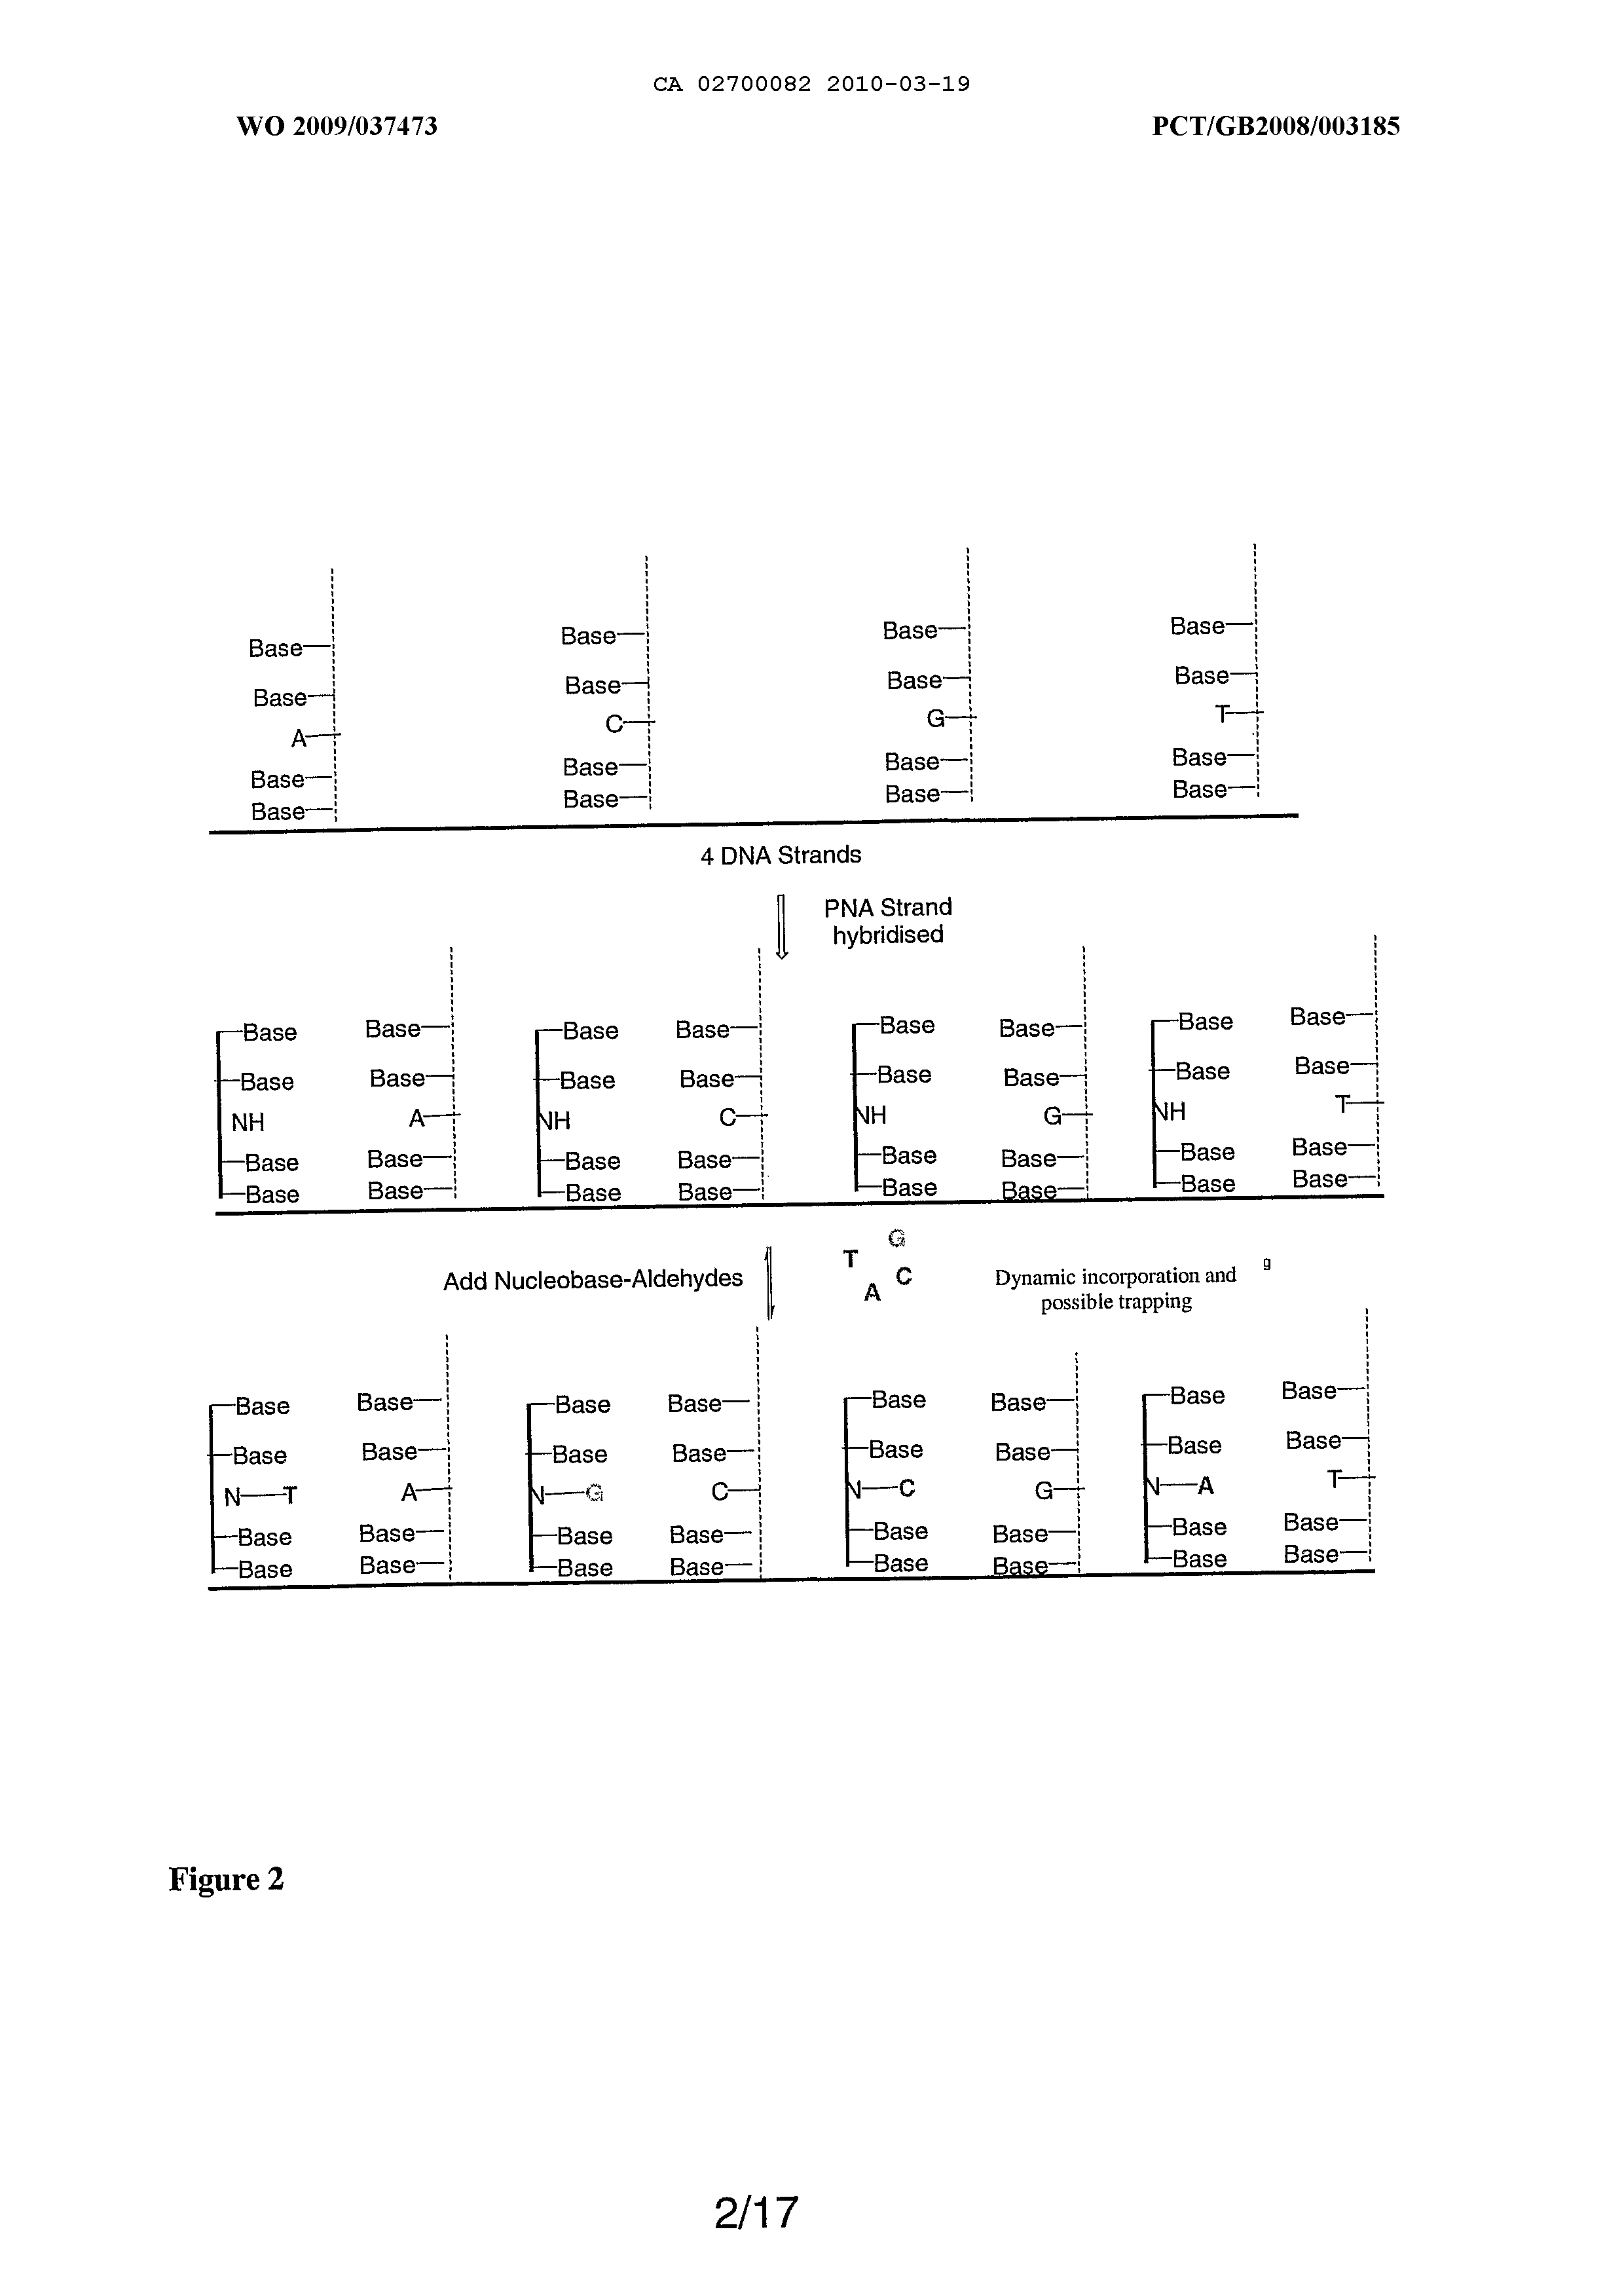 CA 02700082 2010-03-19
WO 2009/037473 PCT/GB2008/003185
Base Base Base Base
Base Base Base Base
A C G T
Base Base Base Base
Base Base Base Base
4 DNA Strands
PNA Strand
hybridised
Base Base Base Base Base Base Base Base
Base Base Base Base Base Base Base Base
NH A NH C NH G NH T
Base Base Base Base Base Base Base Base
Base Base Base Base Base Base Base Base
Add Nucleobase-Aldehydes
T G
A C
Dynamic incorporation and g
possible trapping
Base Base Base Base Base Base Base Base
Base Base Base Base Base Base Base Base
N—T A N—G C N—C G N—A T
Base Base Base Base Base Base Base Base
Base Base Base Base Base Base Base Base
Figure 2
2/17